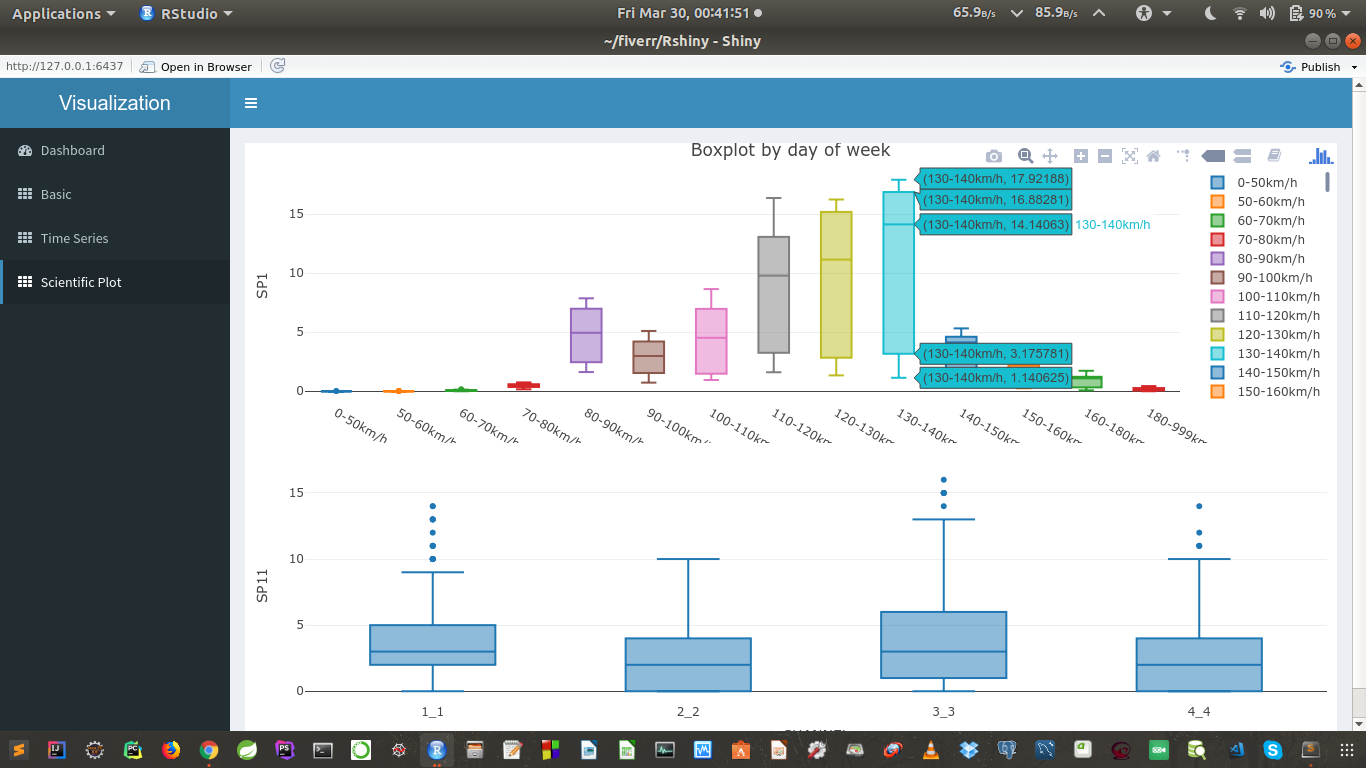 Applications RStudio Fri Mar 30, 00:41:51 65.9B/s 85.9B/s 90 %
~/fiverr/Rshiny - Shiny
http://127.0.0.1:6437 Open in Browser Publish
Visualization
Dashboard
Basic
Time Series
Scientific Plot
Boxplot by day of week
SP1
15
10
5
0
(130-140km/h, 17.92188)
(130-140km/h, 16.88281)
(130-140km/h, 14.14063) 130-140km/h
(130-140km/h, 3.175781)
(130-140km/h, 1.140625)
0-50km/h
50-60km/h
60-70km/h
70-80km/h
80-90km/h
90-100km/h
100-110km/h
110-120km/h
120-130km/h
130-140km/h
140-150km/h
150-160km/h
0-50km/h 50-60km/h 60-70km/h 70-80km/h 80-90km/h 90-100km/h 100-110km 110-120km 120-130km 130-140km 140-150km 150-160km 160-180km 180-999km
SP11
15
10
5
0
1_1 2_2 3_3 4_4